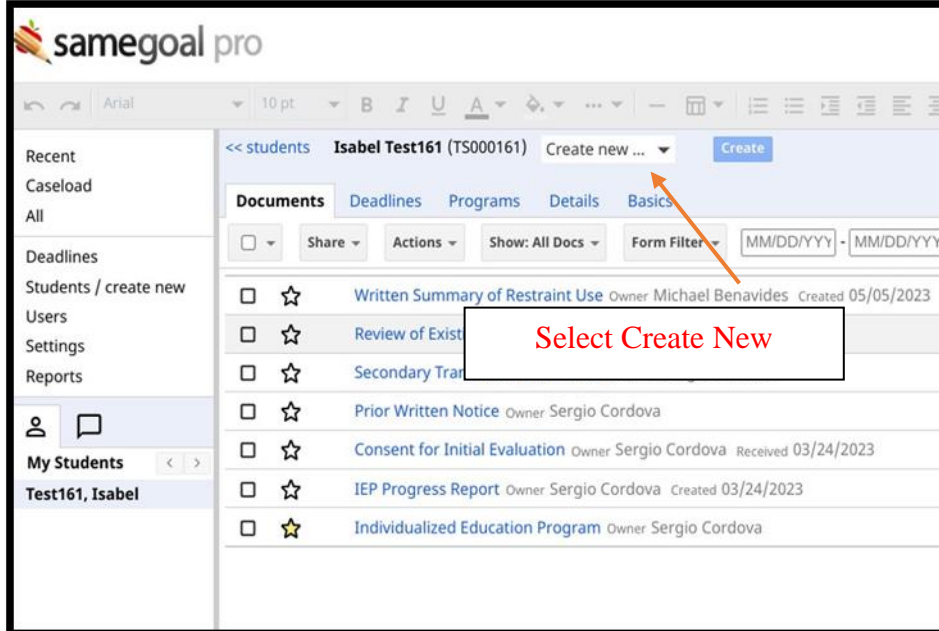 samegoal pro
Arial 10 pt B I U A
Recent
Caseload
All
Deadlines
Students / create new
Users
Settings
Reports
My Students < >
Test161, Isabel
<< students Isabel Test161 (TS000161) Create new ... Create
Documents Deadlines Programs Details Basics
Share Actions Show: All Docs Form Filter MM/DD/YYY - MM/DD/YYY
Written Summary of Restraint Use Owner Michael Benavides Created 05/05/2023
Review of Exist
Select Create New
Secondary Tran
Prior Written Notice Owner Sergio Cordova
Consent for Initial Evaluation Owner Sergio Cordova Received 03/24/2023
IEP Progress Report Owner Sergio Cordova Created 03/24/2023
Individualized Education Program Owner Sergio Cordova